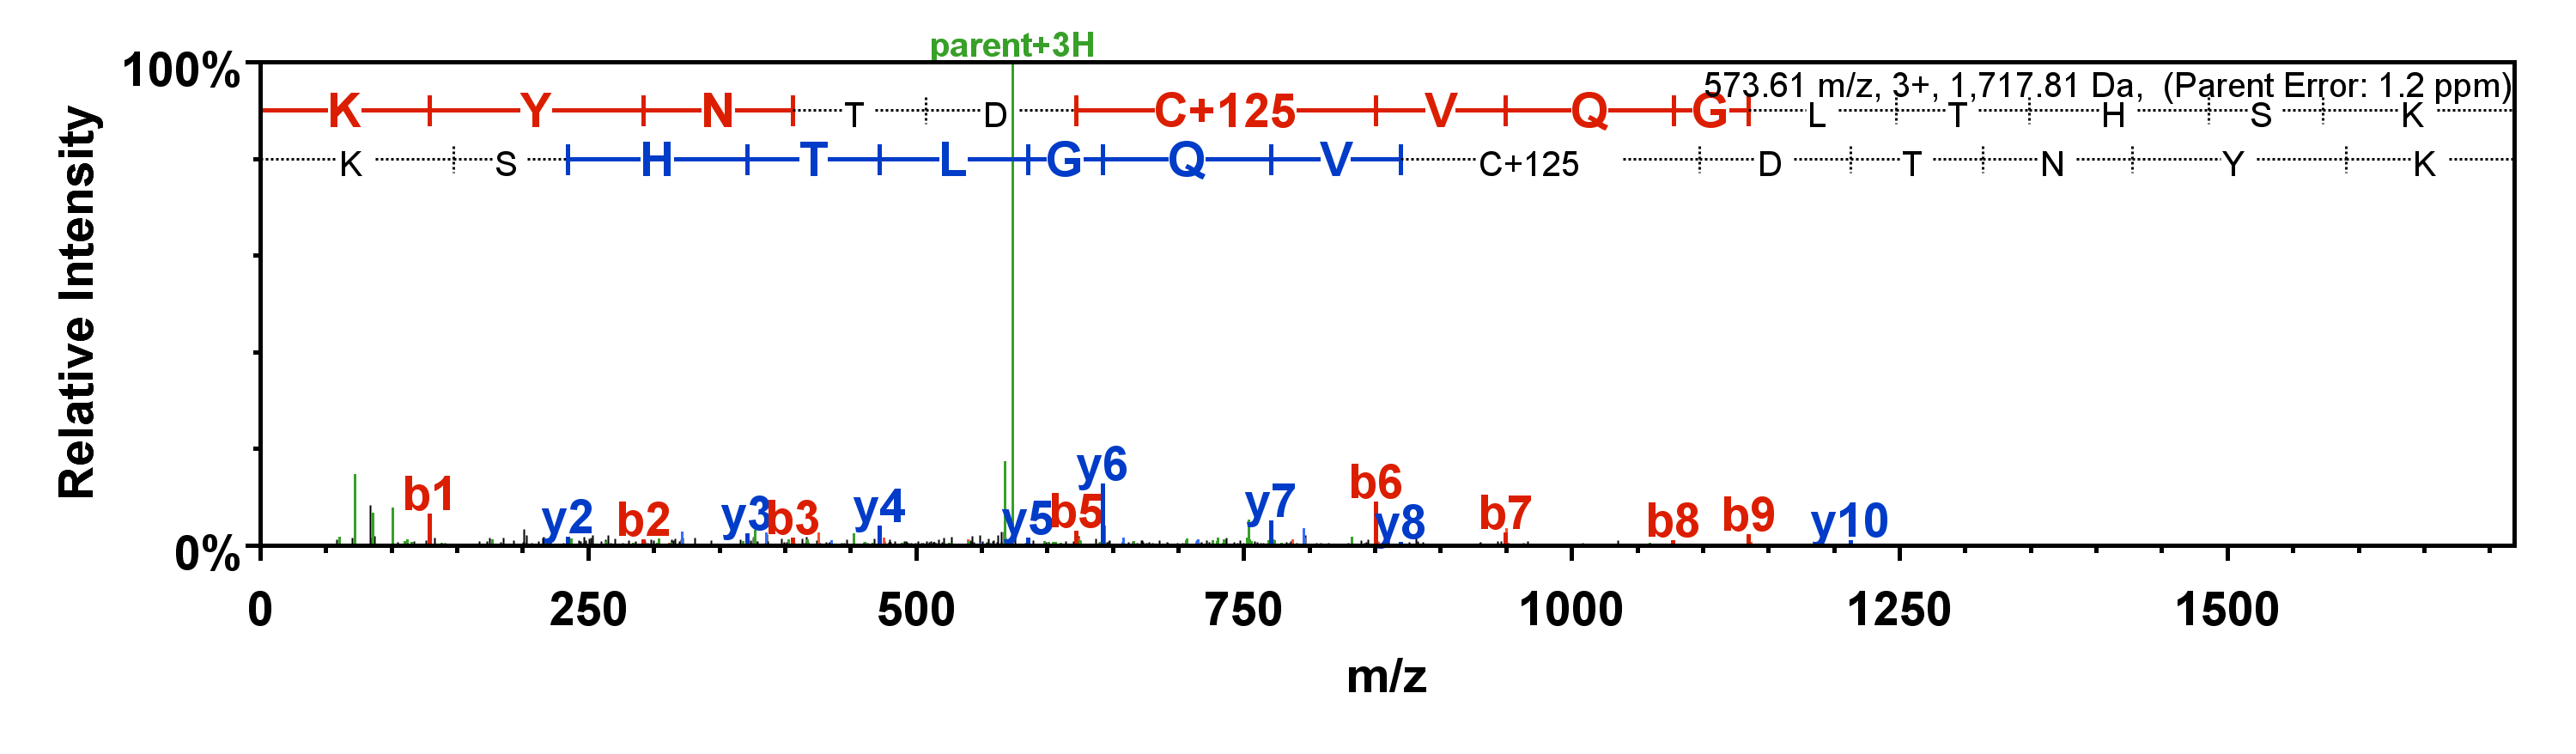 parent+3H
100%
573.61 m/z, 3+, 1,717.81 Da, (Parent Error: 1.2 ppm)
K Y N T D C+125 V Q G L T H S K
K S H T L G Q V C+125 D T N Y K
Relative Intensity
b1 y2 b2 y3 b3 y4 y5 b5 y6 y7 b6 y8 b7 b8 b9 y10
0%
0 250 500 750 1000 1250 1500
m/z